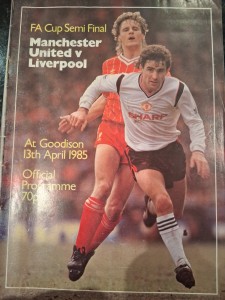 FA Cup Semi Final
Manchester
United v
Liverpool
At Goodison
13th April 1985
Official
Programme
70p
SHARP